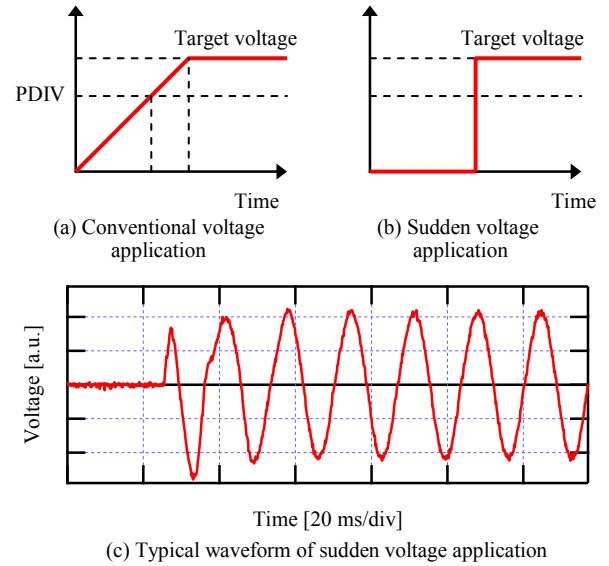 Target voltage
PDIV
Time
(a) Conventional voltage
application
Target voltage
Time
(b) Sudden voltage
application
Voltage [a.u.]
Time [20 ms/div]
(c) Typical waveform of sudden voltage application